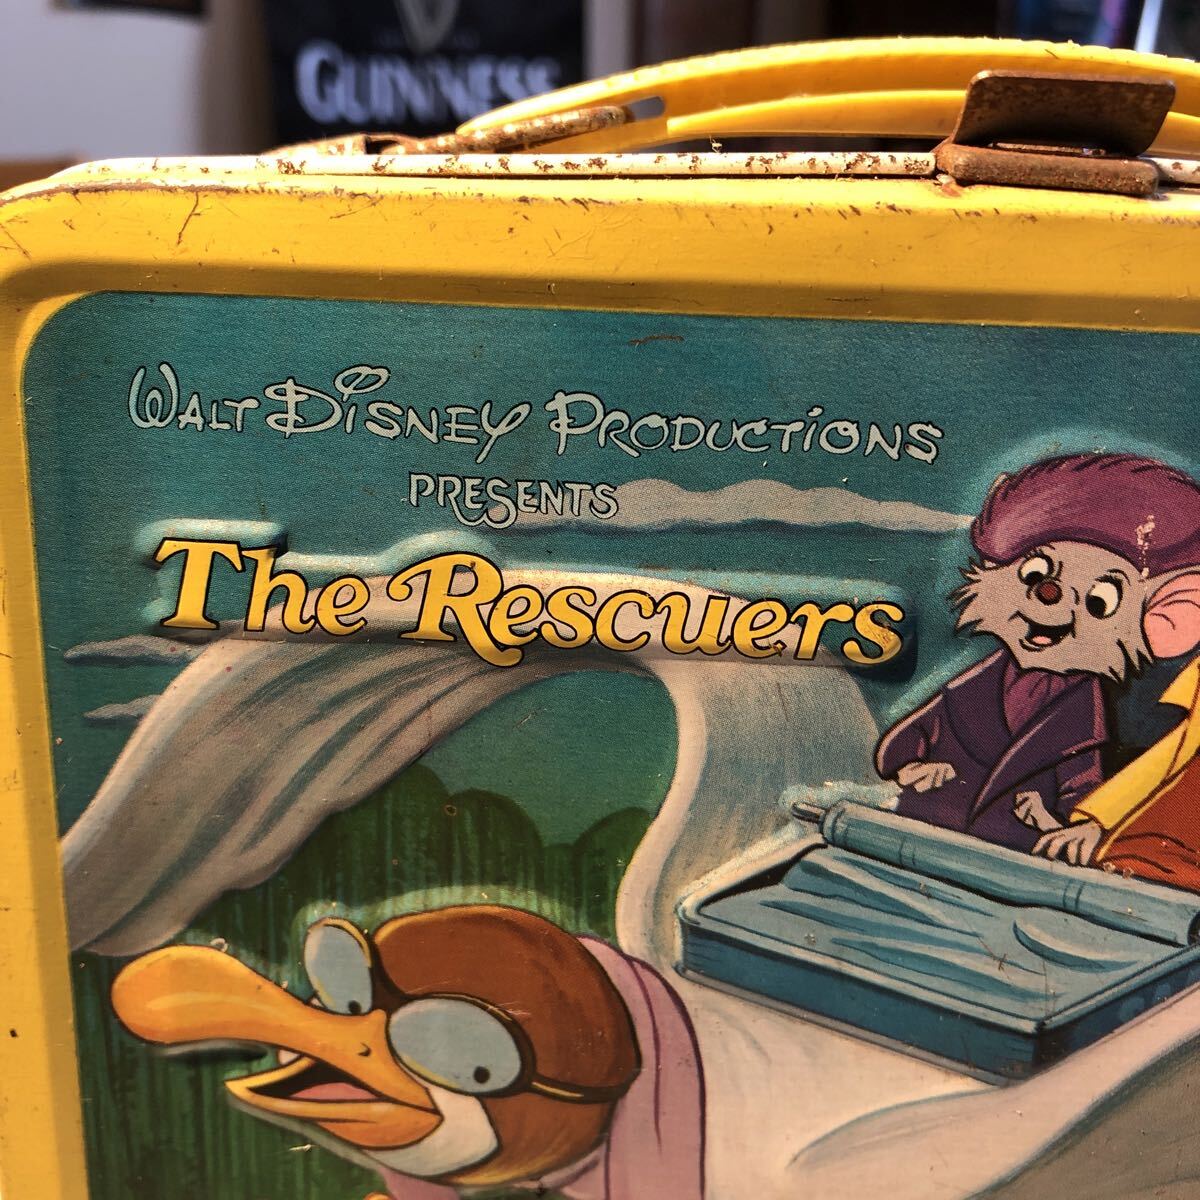 GUINNESS
WALT DISNEY PRODUCTIONS
PRESENTS
The Rescuers